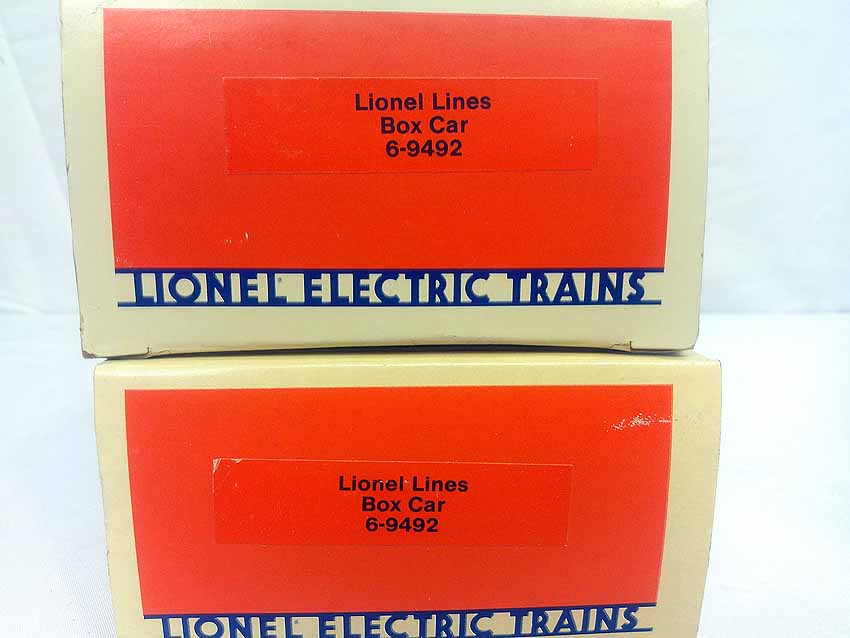 Lionel Lines
Box Car
6-9492
LIONEL® ELECTRIC TRAINS
Lionel Lines
Box Car
6-9492
LIONEL® ELECTRIC TRAINS